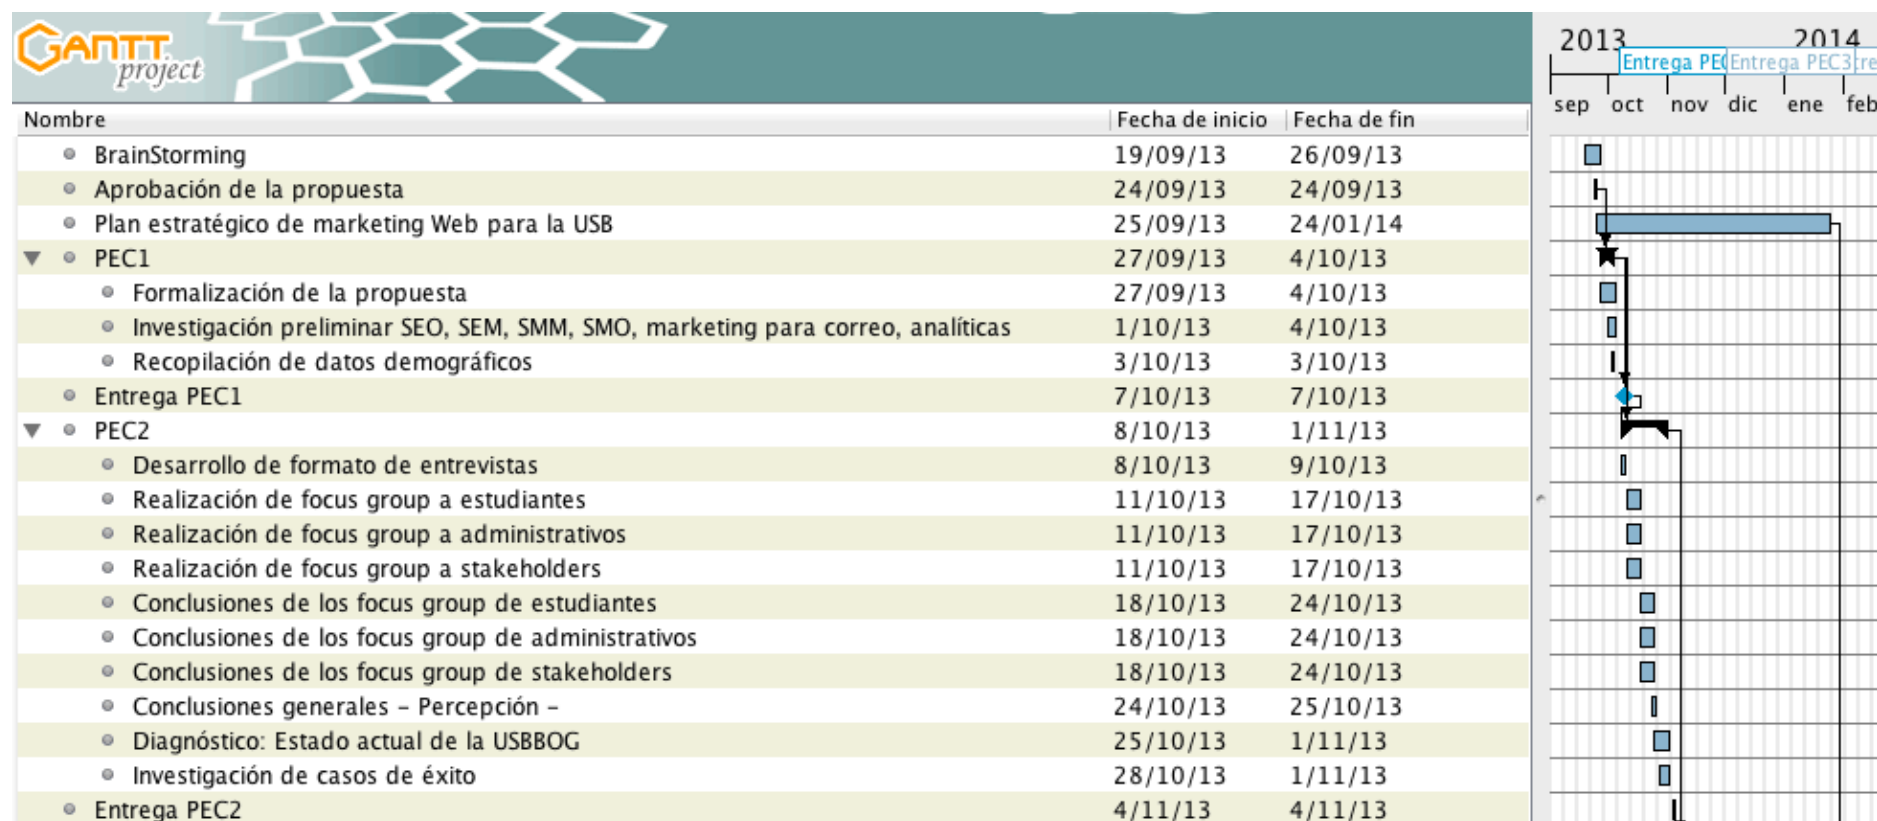 GANTT
project
2013 2014
Entrega PEC Entrega PEC3 tre
sep oct nov dic ene feb
Nombre Fecha de inicio Fecha de fin
BrainStorming 19/09/13 26/09/13
Aprobación de la propuesta 24/09/13 24/09/13
Plan estratégico de marketing Web para la USB 25/09/13 24/01/14
PEC1 27/09/13 4/10/13
Formalización de la propuesta 27/09/13 4/10/13
Investigación preliminar SEO, SEM, SMM, SMO, marketing para correo, analíticas 1/10/13 4/10/13
Recopilación de datos demográficos 3/10/13 3/10/13
Entrega PEC1 7/10/13 7/10/13
PEC2 8/10/13 1/11/13
Desarrollo de formato de entrevistas 8/10/13 9/10/13
Realización de focus group a estudiantes 11/10/13 17/10/13
Realización de focus group a administrativos 11/10/13 17/10/13
Realización de focus group a stakeholders 11/10/13 17/10/13
Conclusiones de los focus group de estudiantes 18/10/13 24/10/13
Conclusiones de los focus group de administrativos 18/10/13 24/10/13
Conclusiones de los focus group de stakeholders 18/10/13 24/10/13
Conclusiones generales – Percepción – 24/10/13 25/10/13
Diagnóstico: Estado actual de la USBBOG 25/10/13 1/11/13
Investigación de casos de éxito 28/10/13 1/11/13
Entrega PEC2 4/11/13 4/11/13